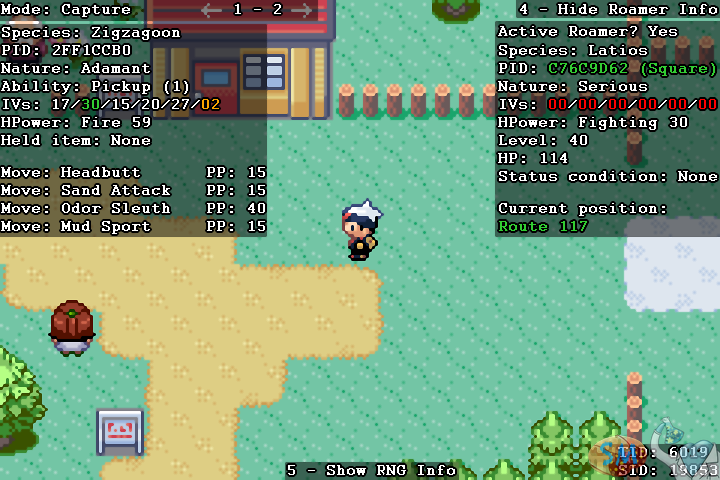 Mode: Capture
1 - 2
4 - Hide Roamer Info
Species: Zigzagoon
PID: 2FF1CCB0
Nature: Adamant
Ability: Pickup (1)
IVs: 17/30/15/20/27/02
HPower: Fire 59
Held item: None
Move: Headbutt PP: 15
Move: Sand Attack PP: 15
Move: Odor Sleuth PP: 40
Move: Mud Sport PP: 15
Active Roamer? Yes
Species: Latios
PID: C76C9D62 (Square)
Nature: Serious
IVs: 00/00/00/00/00/00
HPower: Fighting 30
Level: 40
HP: 114
Status condition: None
Current position:
Route 117
5 - Show RNG Info
TID: 6019
SID: 19853
SM